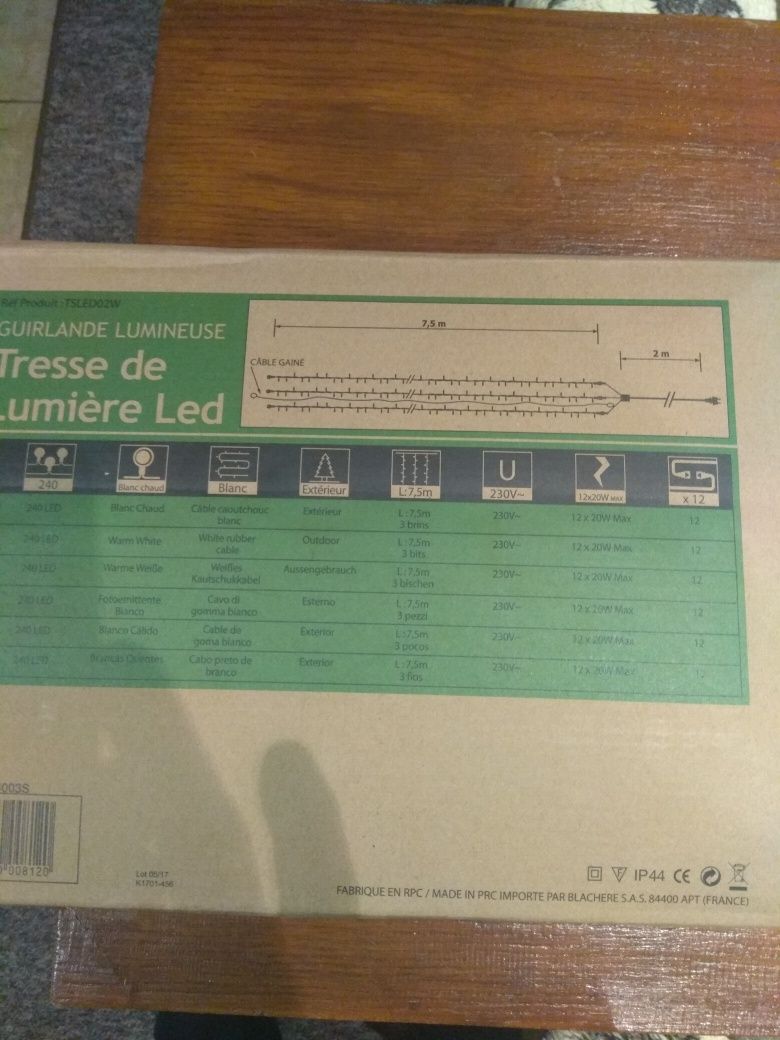 Réf Produit : TSLED02W
GUIRLANDE LUMINEUSE
Tresse de
Lumière Led
7,5 m
2 m
CÂBLE GAINÉ
240
Blanc chaud
Blanc
Extérieur
L:7,5m
230V~
12x20W MAX
x 12
240 LED
Blanc Chaud
Câble caoutchouc
blanc
Extérieur
L : 7,5m
3 brins
230V~
12 x 20W Max
12
240 LED
Warm White
White rubber
cable
Outdoor
L : 7,5m
3 bits
230V~
12 x 20W Max
12
240 LED
Warme Weiße
Weißes
Kautschukkabel
Aussengebrauch
L : 7,5m
3 bischen
230V~
12 x 20W Max
12
240 LED
Fotoemittente
Bianco
Cavo di
gomma bianco
Esterno
L : 7,5m
3 pezzi
230V~
12 x 20W Max
12
240 LED
Blanco Cálido
Cable de
goma blanco
Exterior
L : 7,5m
3 pocos
230V~
12 x 20W Max
12
240 LED
Brancas Quentes
Cabo preto de
branco
Exterior
L : 7,5m
3 fios
230V~
12 x 20W Max
12
003S
008120
Lot 05/17
K1701-456
F IP44 CE
FABRIQUE EN RPC / MADE IN PRC IMPORTE PAR BLACHERE S.A.S. 84400 APT (FRANCE)